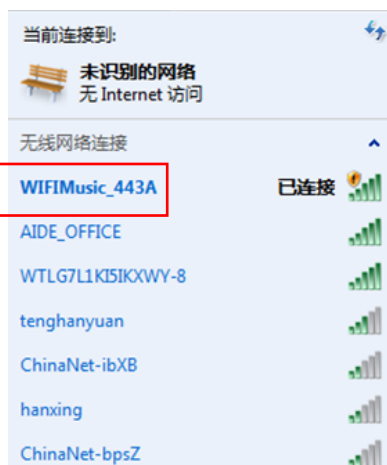 当前连接到:
未识别的网络
无 Internet 访问
无线网络连接
WIFIMusic_443A 已连接
AIDE_OFFICE
WTLG7L1KI5IKXWY-8
tenghanyuan
ChinaNet-ibXB
hanxing
ChinaNet-bpsZ